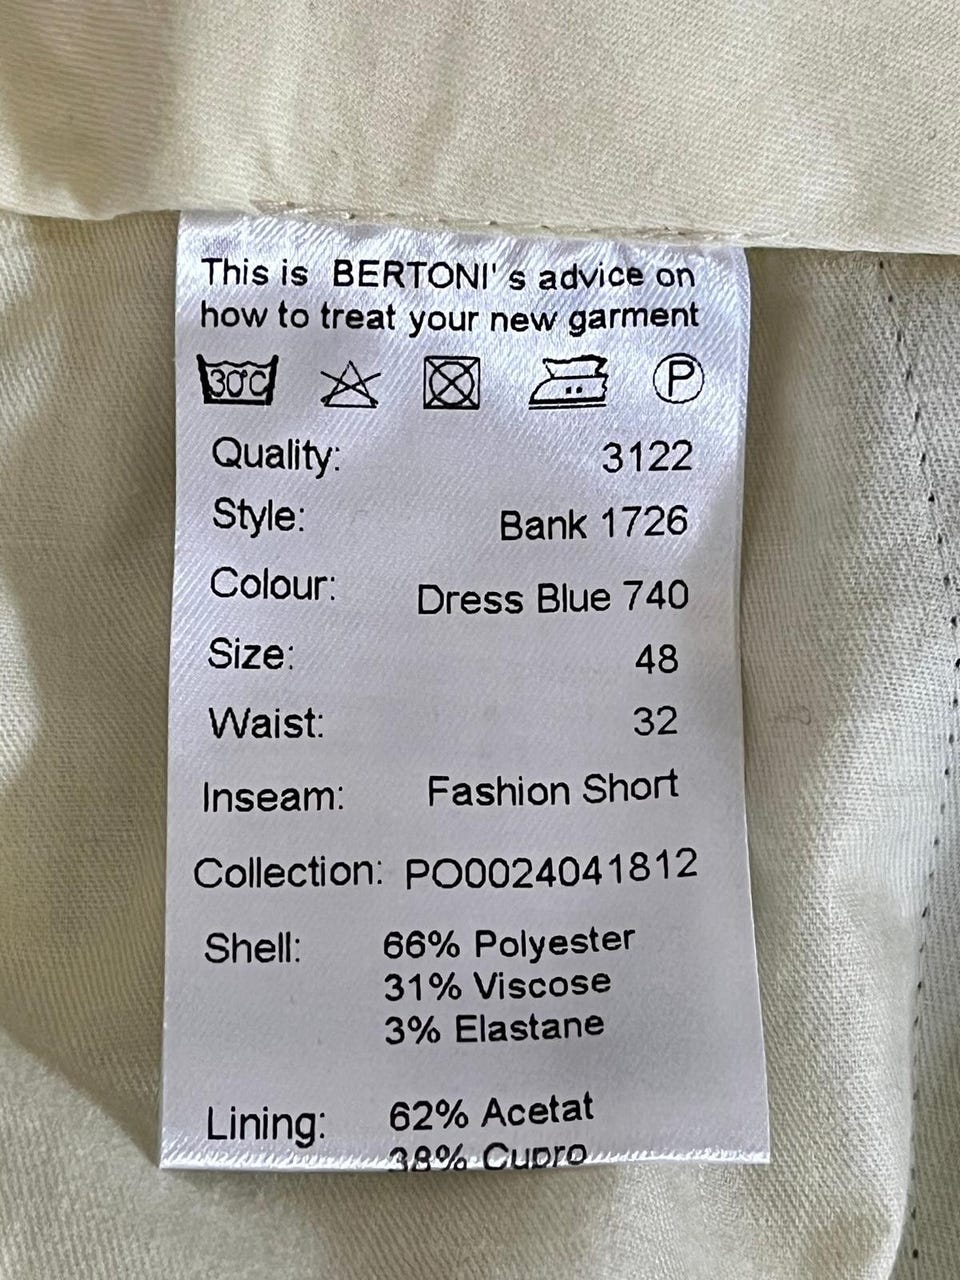 This is BERTONI's advice on
how to treat your new garment
30°C P
Quality: 3122
Style: Bank 1726
Colour: Dress Blue 740
Size: 48
Waist: 32
Inseam: Fashion Short
Collection: PO0024041812
Shell: 66% Polyester
31% Viscose
3% Elastane
Lining: 62% Acetat
38% Cupro